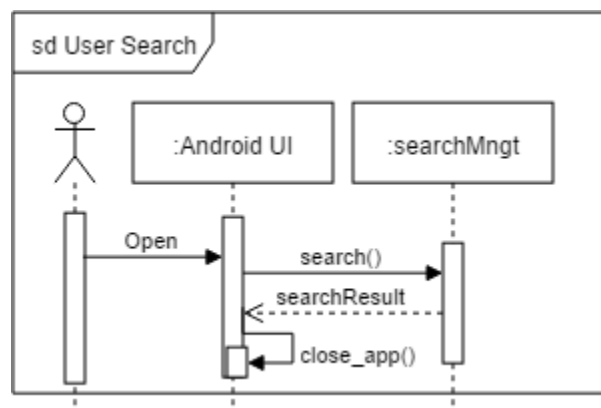 sd User Search
:Android UI
:searchMngt
Open
search()
searchResult
close_app()